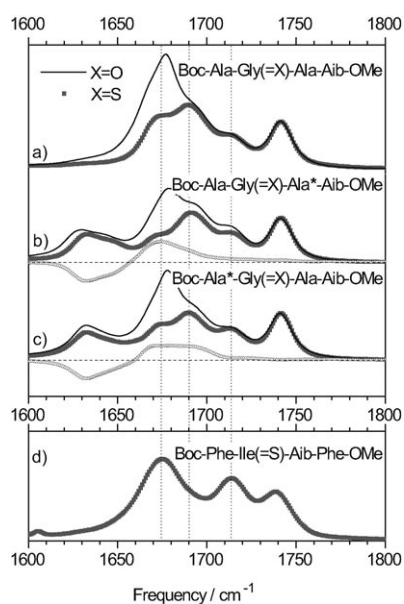 1600 1650 1700 1750 1800
X=O
X=S
Boc-Ala-Gly(=X)-Ala-Aib-OMe
a)
Boc-Ala-Gly(=X)-Ala*-Aib-OMe
b)
Boc-Ala*-Gly(=X)-Ala-Aib-OMe
c)
1600 1650 1700 1750 1800
d)
Boc-Phe-Ile(=S)-Aib-Phe-OMe
1600 1650 1700 1750 1800
Frequency / cm⁻¹